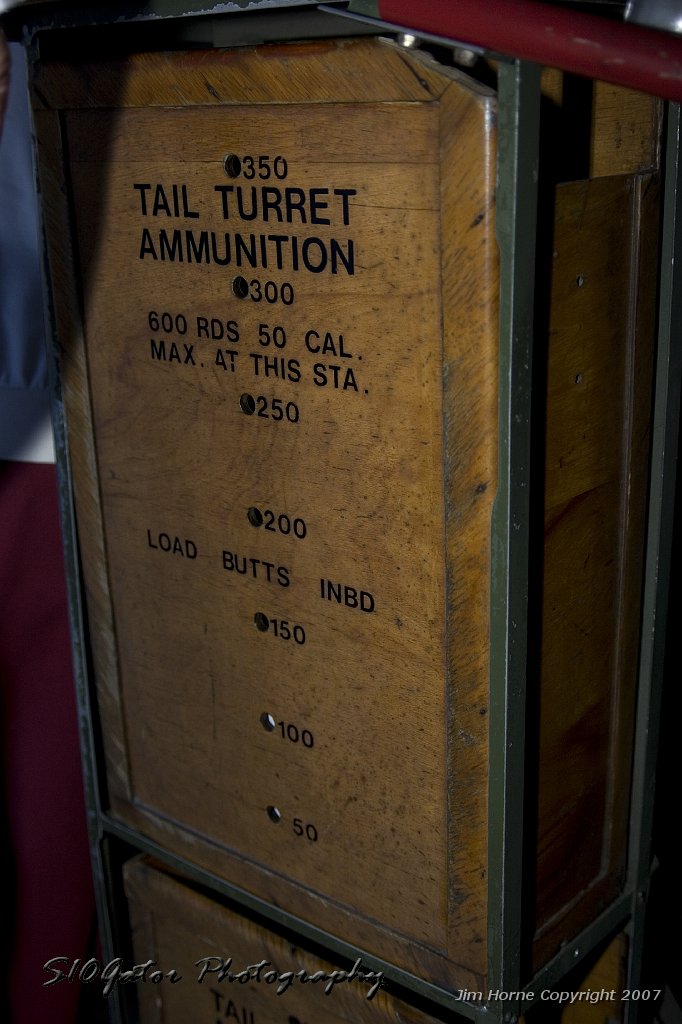 350
TAIL TURRET
AMMUNITION
300
600 RDS 50 CAL.
MAX. AT THIS STA.
250
200
LOAD BUTTS INBD
150
100
50
TAIL
S10Gator Photography
Jim Horne Copyright 2007